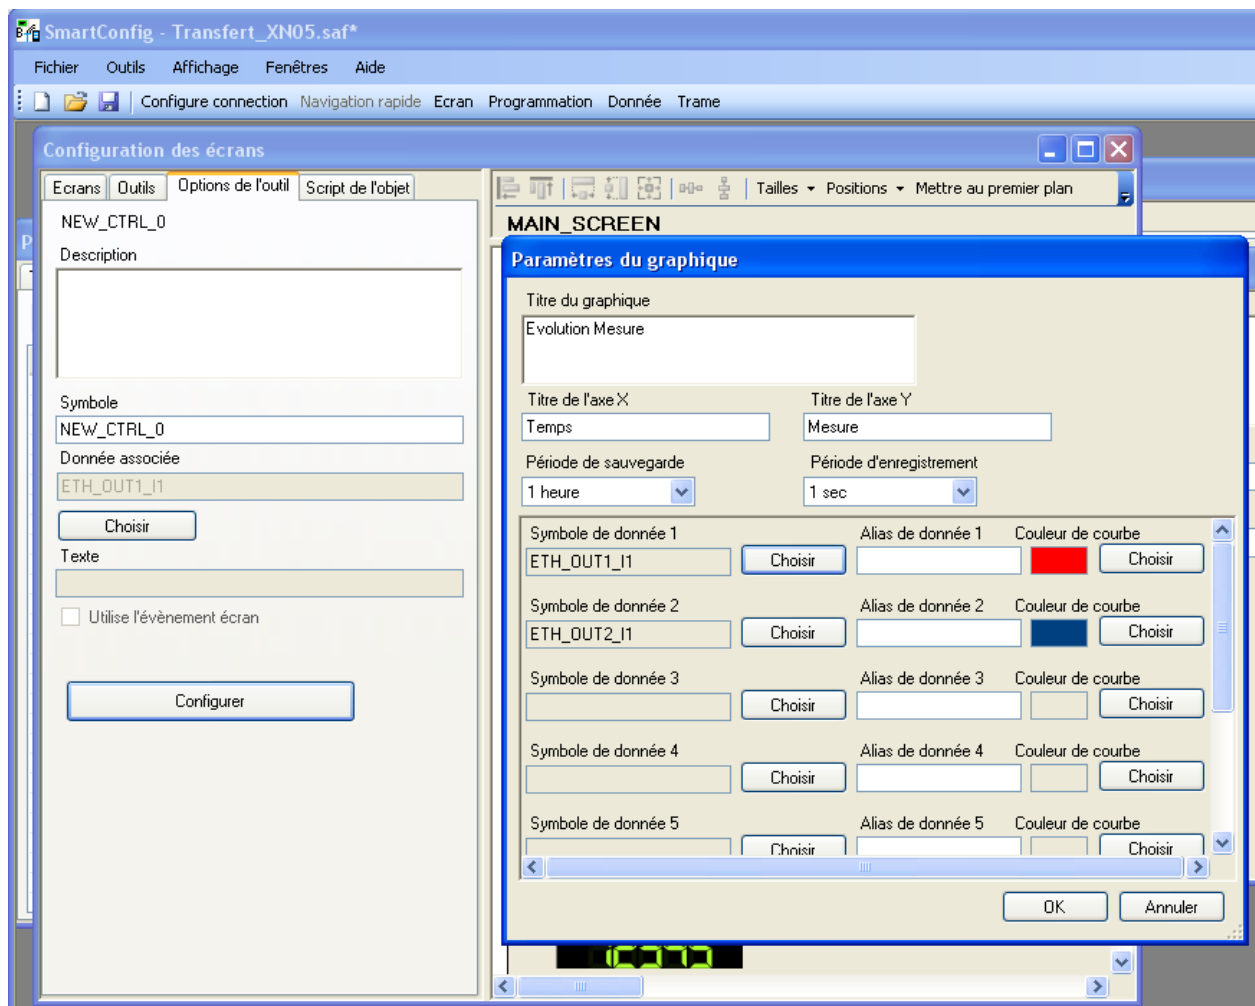 SmartConfig - Transfert_XN05.saf*
Fichier Outils Affichage Fenêtres Aide
Configure connection Navigation rapide Ecran Programmation Donnée Trame
Configuration des écrans
Ecrans Outils Options de l'outil Script de l'objet
NEW_CTRL_0
Description
Symbole
NEW_CTRL_0
Donnée associée
ETH_OUT1_I1
Choisir
Texte
Utilise l'évènement écran
Configurer
Tailles Positions Mettre au premier plan
MAIN_SCREEN
Paramètres du graphique
Titre du graphique
Evolution Mesure
Titre de l'axe X Titre de l'axe Y
Temps Mesure
Période de sauvegarde Période d'enregistrement
1 heure 1 sec
Symbole de donnée 1 Alias de donnée 1 Couleur de courbe
ETH_OUT1_I1 Choisir Choisir
Symbole de donnée 2 Alias de donnée 2 Couleur de courbe
ETH_OUT2_I1 Choisir Choisir
Symbole de donnée 3 Alias de donnée 3 Couleur de courbe
Choisir Choisir
Symbole de donnée 4 Alias de donnée 4 Couleur de courbe
Choisir Choisir
Symbole de donnée 5 Alias de donnée 5 Couleur de courbe
Choisir Choisir
OK Annuler